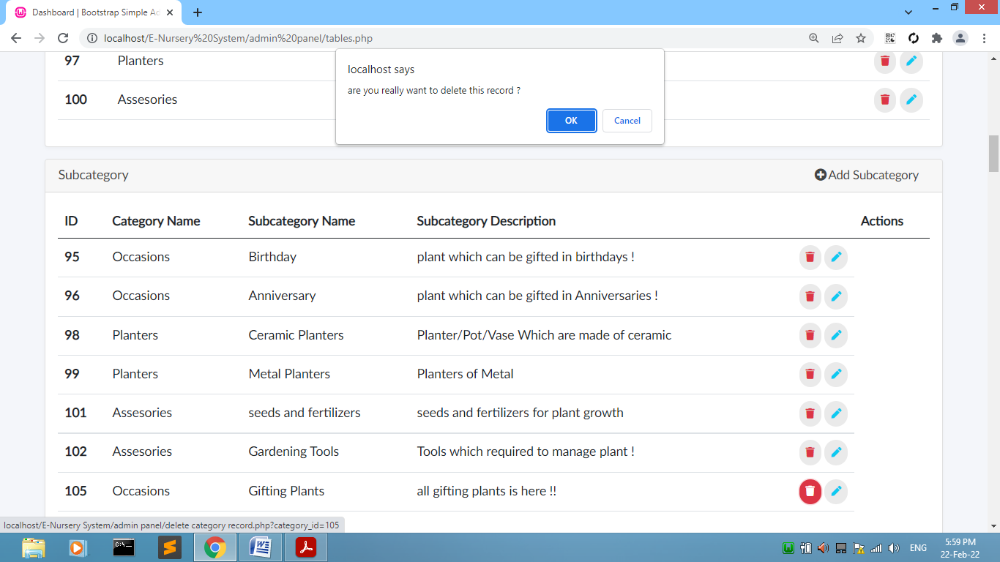 Dashboard | Bootstrap Simple Ad
localhost/E-Nursery%20System/admin%20panel/tables.php
97 Planters
100 Assesories
localhost says
are you really want to delete this record ?
OK Cancel
Subcategory Add Subcategory
ID Category Name Subcategory Name Subcategory Description Actions
95 Occasions Birthday plant which can be gifted in birthdays !
96 Occasions Anniversary plant which can be gifted in Anniversaries !
98 Planters Ceramic Planters Planter/Pot/Vase Which are made of ceramic
99 Planters Metal Planters Planters of Metal
101 Assesories seeds and fertilizers seeds and fertilizers for plant growth
102 Assesories Gardening Tools Tools which required to manage plant !
105 Occasions Gifting Plants all gifting plants is here !!
localhost/E-Nursery System/admin panel/delete category record.php?category_id=105
C:\.
ENG 5:59 PM
22-Feb-22